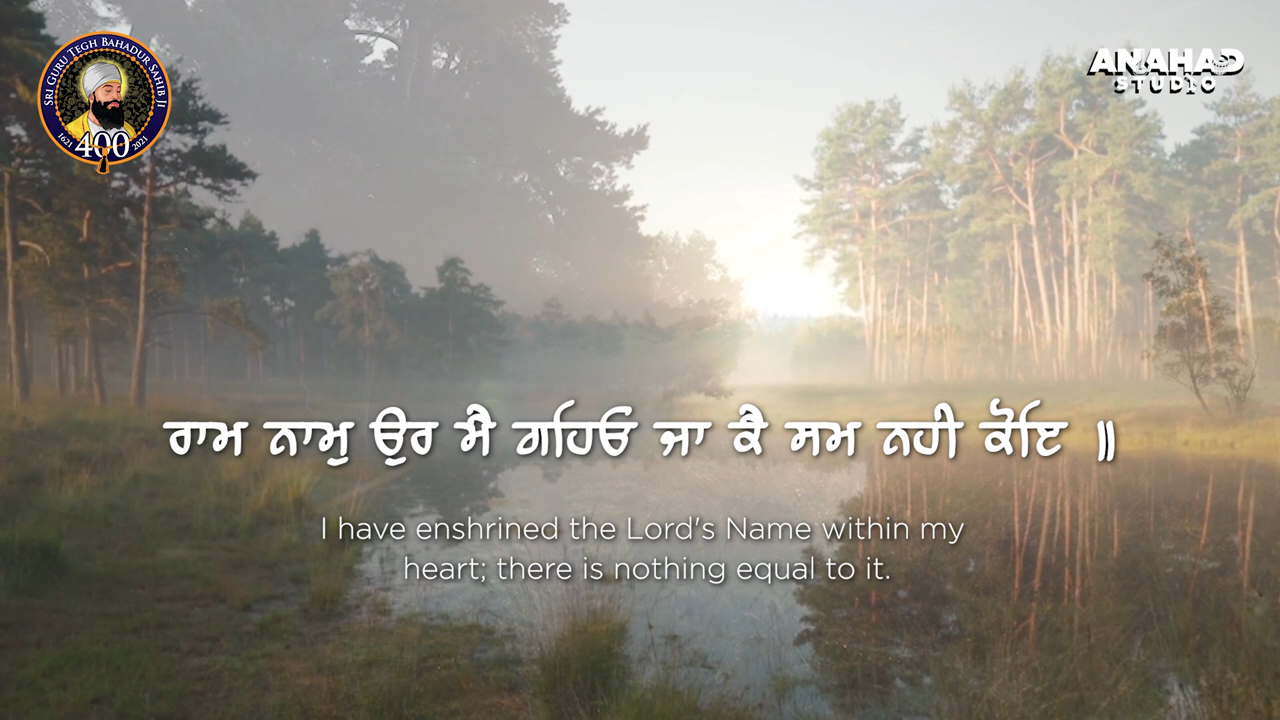 SRI GURU TEGH BAHADUR SAHIB JI
1621 400 2021
ANAHAD
STUDIO
ਰਾਮ ਨਾਮੁ ਉਰ ਮੈ ਗਹਿਓ ਜਾ ਕੈ ਸਮ ਨਹੀ ਕੋਇ ॥
I have enshrined the Lord's Name within my
heart; there is nothing equal to it.